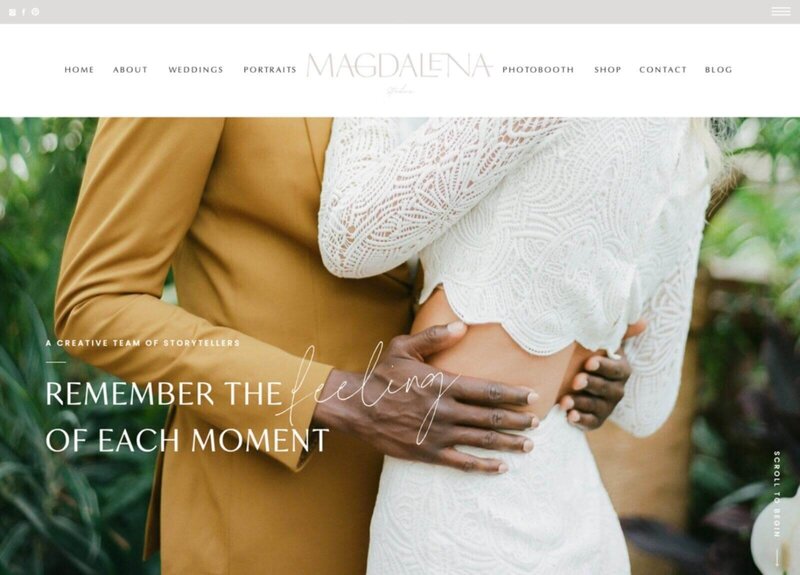 HOME
ABOUT
WEDDINGS
PORTRAITS
MAGDALENA
studios
PHOTOBOOTH
SHOP
CONTACT
BLOG
A CREATIVE TEAM OF STORYTELLERS
REMEMBER THE feeling
OF EACH MOMENT
SCROLL TO BEGIN